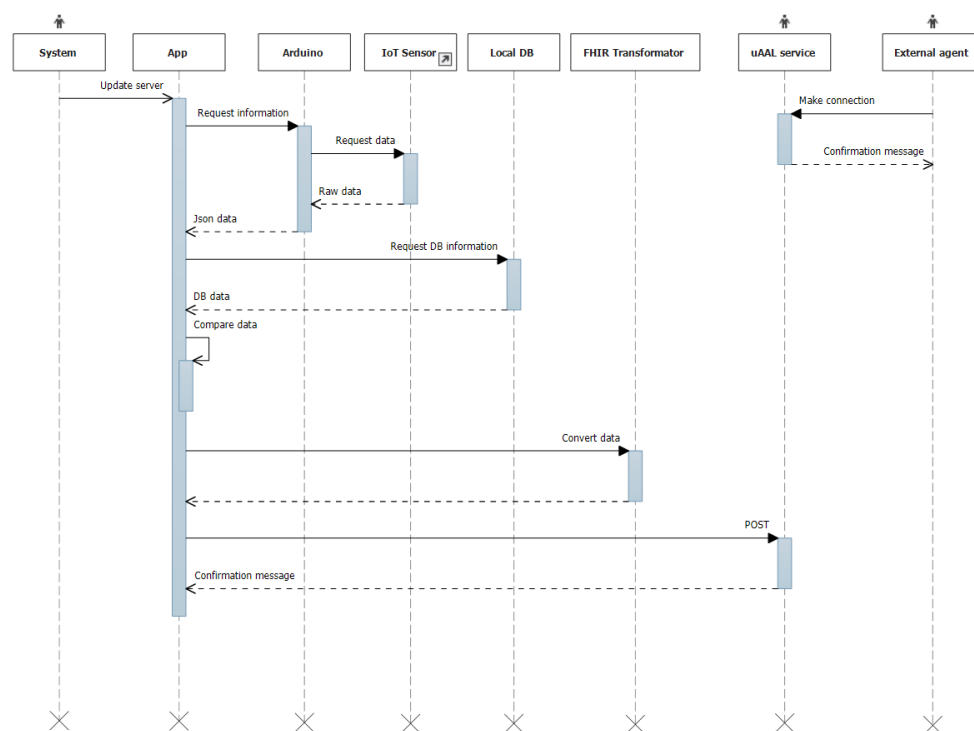 System
App
Arduino
IoT Sensor
Local DB
FHIR Transformator
uAAL service
External agent
Update server
Make connection
Request information
Request data
Confirmation message
Raw data
Json data
Request DB information
DB data
Compare data
Convert data
POST
Confirmation message